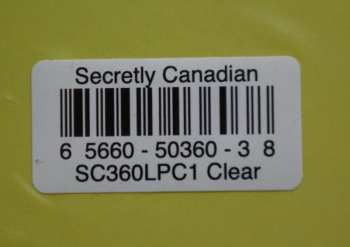 Secretly Canadian
6 5660 - 50360 - 3 8
SC360LPC1 Clear